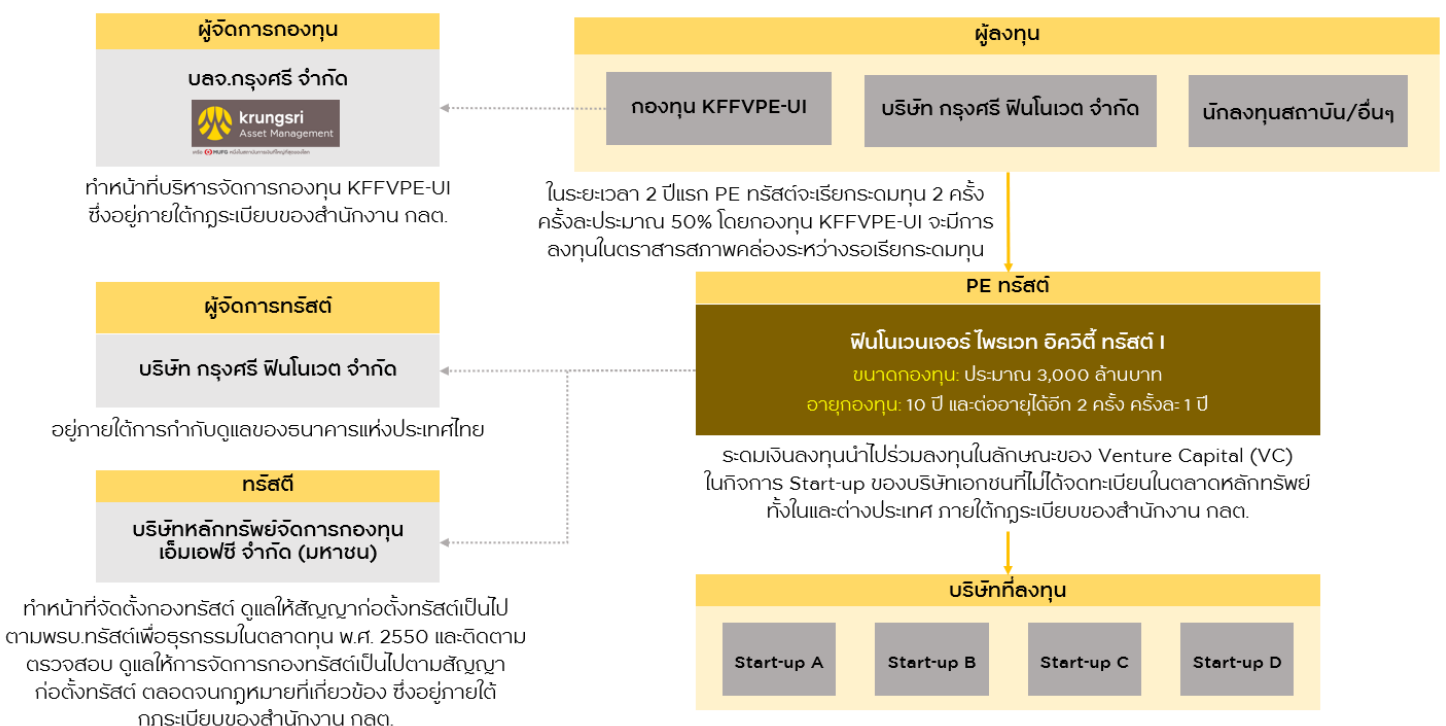 ผู้จัดการกองทุน
บลจ.กรุงศรี จำกัด
krungsri
Asset Management
เครือ MUFG หนึ่งในสถาบันการเงินที่ใหญ่ที่สุดของโลก
ทำหน้าที่บริหารจัดการกองทุน KFFVPE-UI
ซึ่งอยู่ภายใต้กฎระเบียบของสำนักงาน กลต.
ผู้ลงทุน
กองทุน KFFVPE-UI
บริษัท กรุงศรี ฟินโนเวต จำกัด
นักลงทุนสถาบัน/อื่นๆ
ในระยะเวลา 2 ปีแรก PE ทรัสต์จะเรียกระดมทุน 2 ครั้ง
ครั้งละประมาณ 50% โดยกองทุน KFFVPE-UI จะมีการ
ลงทุนในตราสารสภาพคล่องระหว่างรอเรียกระดมทุน
ผู้จัดการทรัสต์
บริษัท กรุงศรี ฟินโนเวต จำกัด
อยู่ภายใต้การกำกับดูแลของธนาคารแห่งประเทศไทย
PE ทรัสต์
ฟินโนเวนเจอร์ ไพรเวท อิควิตี้ ทรัสต์ I
ขนาดกองทุน: ประมาณ 3,000 ล้านบาท
อายุกองทุน: 10 ปี และต่ออายุได้อีก 2 ครั้ง ครั้งละ 1 ปี
ระดมเงินลงทุนนำไปร่วมลงทุนในลักษณะของ Venture Capital (VC)
ในกิจการ Start-up ของบริษัทเอกชนที่ไม่ได้จดทะเบียนในตลาดหลักทรัพย์
ทั้งในและต่างประเทศ ภายใต้กฎระเบียบของสำนักงาน กลต.
ทรัสตี
บริษัทหลักทรัพย์จัดการกองทุน
เอ็มเอฟซี จำกัด (มหาชน)
ทำหน้าที่จัดตั้งกองทรัสต์ ดูแลให้สัญญาก่อตั้งทรัสต์เป็นไป
ตามพรบ.ทรัสต์เพื่อธุรกรรมในตลาดทุน พ.ศ. 2550 และติดตาม
ตรวจสอบ ดูแลให้การจัดการกองทรัสต์เป็นไปตามสัญญา
ก่อตั้งทรัสต์ ตลอดจนกฎหมายที่เกี่ยวข้อง ซึ่งอยู่ภายใต้
กฎระเบียบของสำนักงาน กลต.
บริษัทที่ลงทุน
Start-up A
Start-up B
Start-up C
Start-up D